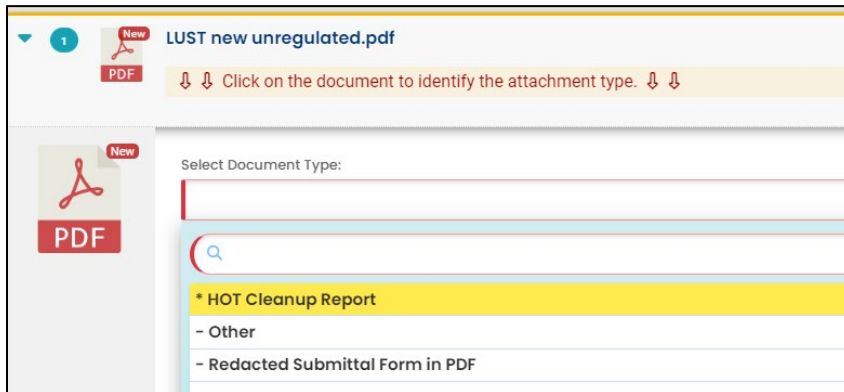 1
New
PDF
LUST new unregulated.pdf
⇩ ⇩ Click on the document to identify the attachment type. ⇩ ⇩
New
PDF
Select Document Type:
* HOT Cleanup Report
- Other
- Redacted Submittal Form in PDF